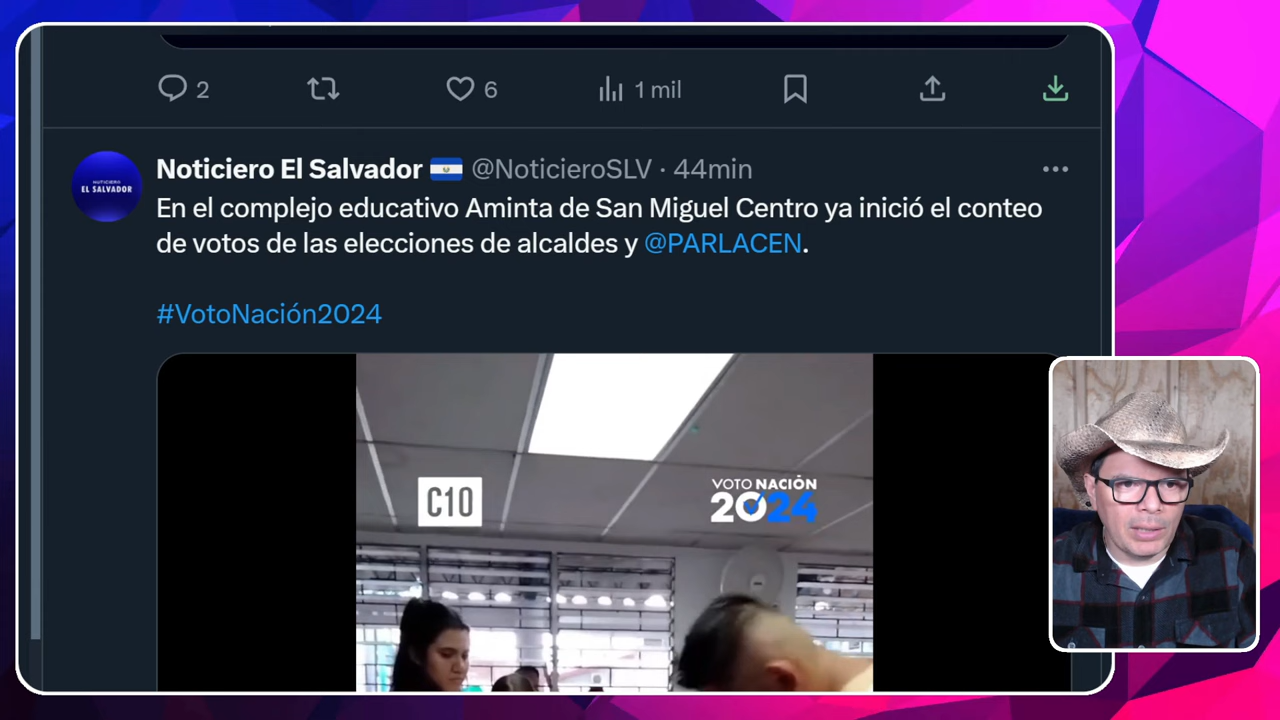 2
6
1 mil
Noticiero El Salvador @NoticieroSLV · 44min
En el complejo educativo Aminta de San Miguel Centro ya inició el conteo
de votos de las elecciones de alcaldes y @PARLACEN.
#VotoNación2024
NOTICIERO
EL SALVADOR
C10
VOTO NACIÓN
2024